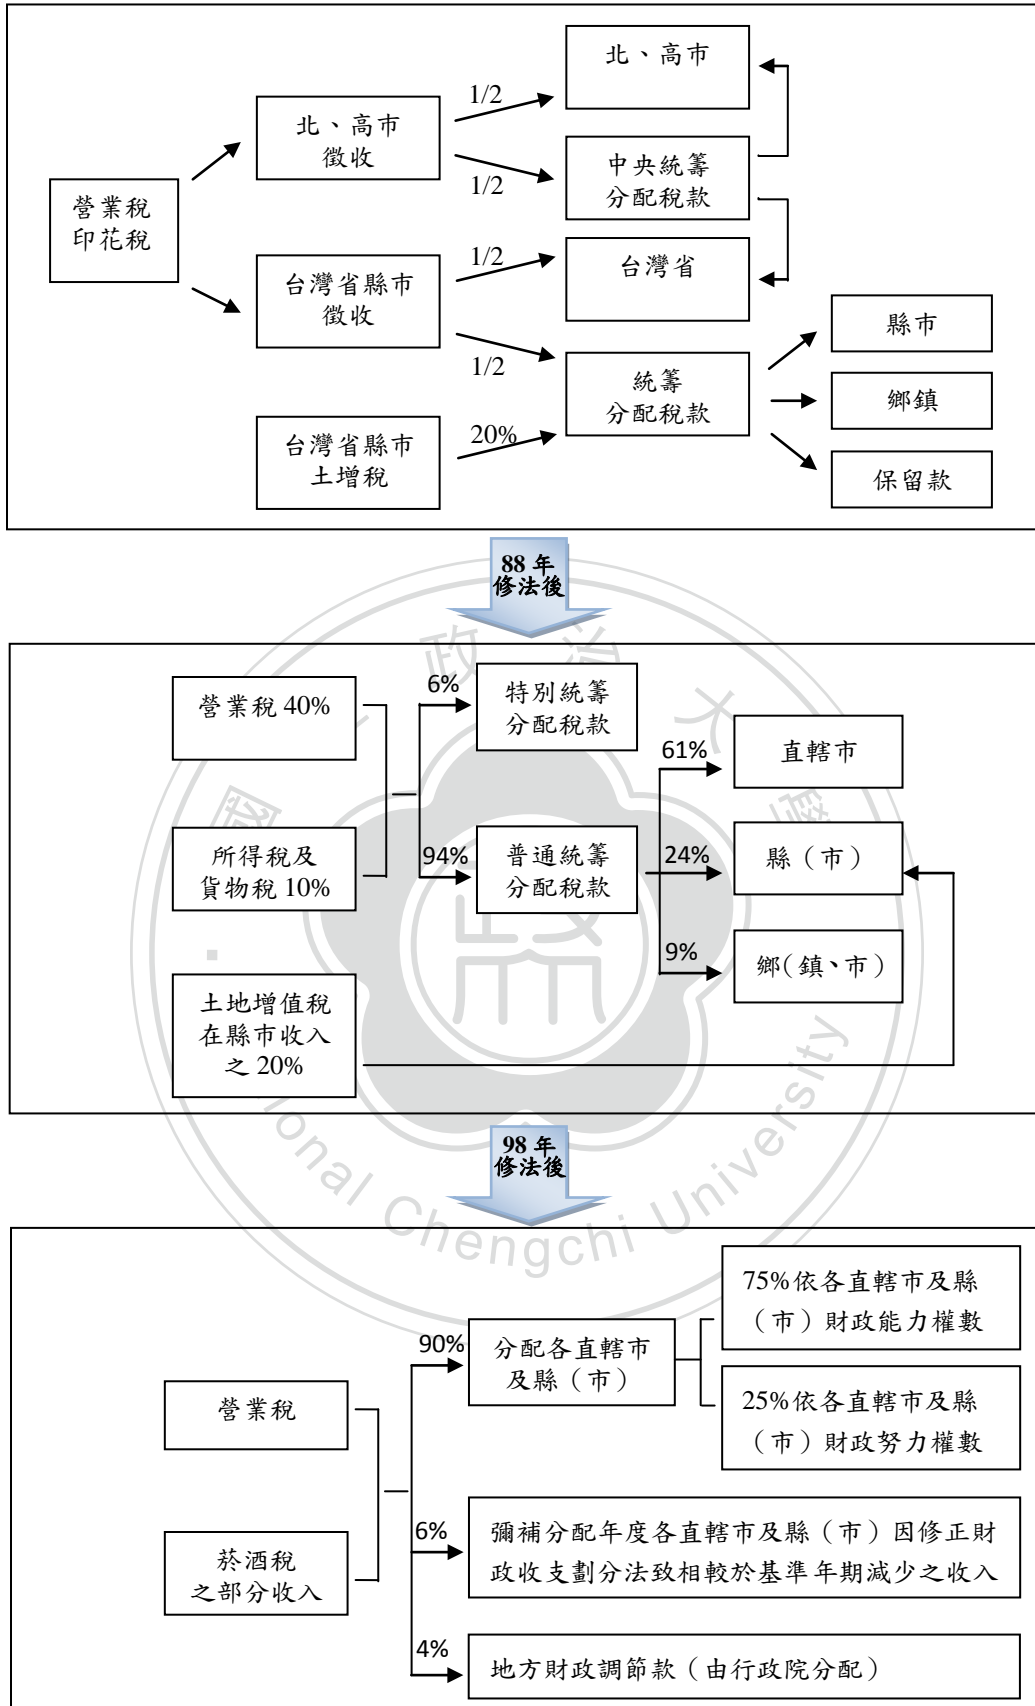 北、高市
1/2
北、高市
徵收
1/2
中央統籌
分配稅款
營業稅
印花稅
1/2
台灣省
台灣省縣市
徵收
1/2
統籌
分配稅款
縣市
鄉鎮
保留款
台灣省縣市
土增稅
20%
88 年
修法後
營業稅 40%
6%
特別統籌
分配稅款
61%
直轄市
所得稅及
貨物稅 10%
94%
普通統籌
分配稅款
24%
縣（市）
9%
鄉(鎮、市)
土地增值稅
在縣市收入
之 20%
98 年
修法後
75%依各直轄市及縣
（市）財政能力權數
90%
分配各直轄市
及縣（市）
25%依各直轄市及縣
（市）財政努力權數
營業稅
6%
彌補分配年度各直轄市及縣（市）因修正財
政收支劃分法致相較於基準年期減少之收入
菸酒稅
之部分收入
4%
地方財政調節款（由行政院分配）
政治大
Chengchi University